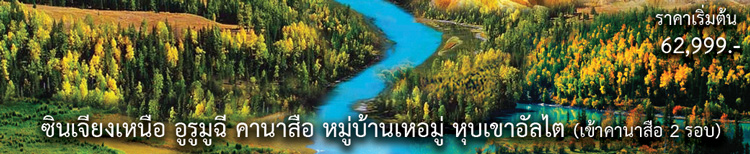 ราคาเริ่มต้น
62,999.-
ซินเจียงเหนือ อูรูมูฉี คานาสือ หมู่บ้านเหอมู่ หุบเขาอัลไต (เข้าคานาสือ 2 รอบ)